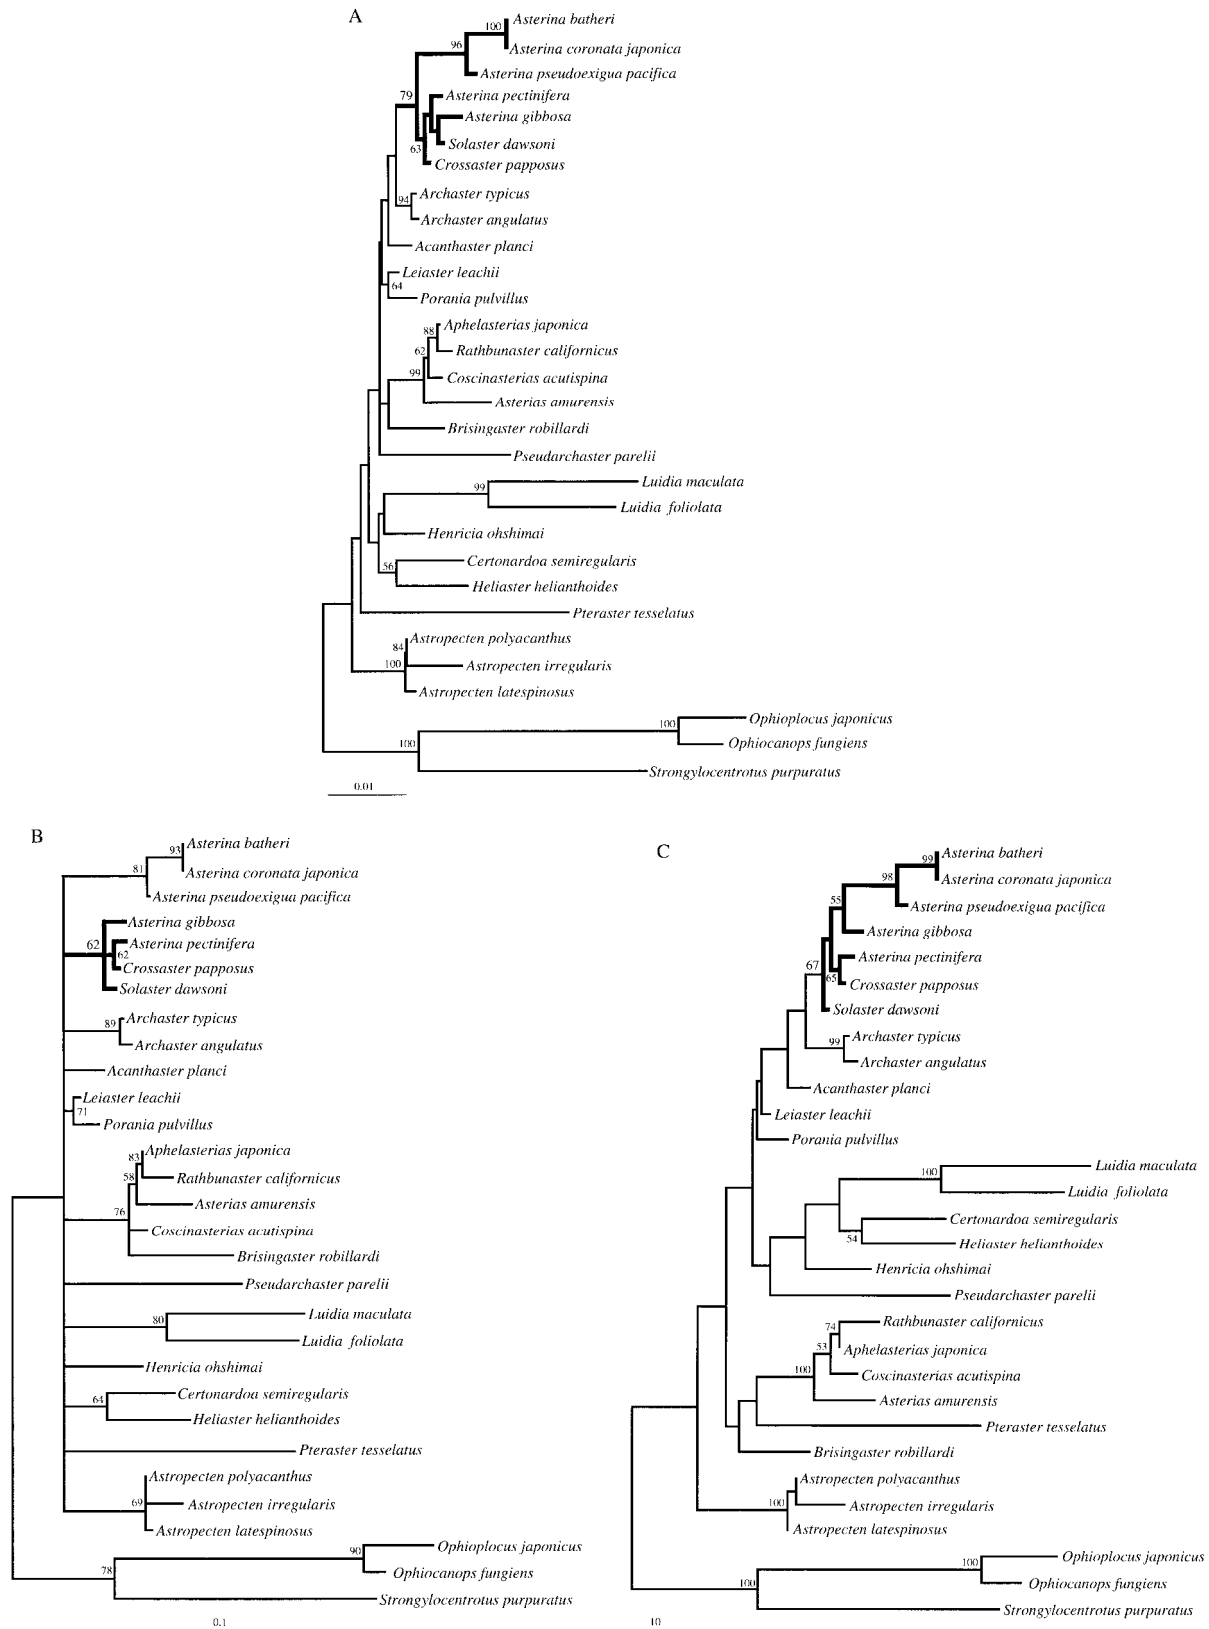 A
Asterina batheri
100
Asterina coronata japonica
96
Asterina pseudoexigua pacifica
79
Asterina pectinifera
Asterina gibbosa
Solaster dawsoni
63
Crossaster papposus
Archaster typicus
94
Archaster angulatus
Acanthaster planci
Leiaster leachii
64
Porania pulvillus
Aphelasterias japonica
88
Rathbunaster californicus
62
Coscinasterias acutispina
99
Asterias amurensis
Brisingaster robillardi
Pseudarchaster parelii
Luidia maculata
99
Luidia foliolata
Henricia ohshimai
Certonardoa semiregularis
56
Heliaster helianthoides
Pteraster tesselatus
Astropecten polyacanthus
84
Astropecten irregularis
100
Astropecten latespinosus
Ophioplocus japonicus
100
Ophiocanops fungiens
100
Strongylocentrotus purpuratus
0.01
B
Asterina batheri
93
Asterina coronata japonica
81
Asterina pseudoexigua pacifica
Asterina gibbosa
62
Asterina pectinifera
62
Crossaster papposus
Solaster dawsoni
Archaster typicus
89
Archaster angulatus
Acanthaster planci
Leiaster leachii
71
Porania pulvillus
Aphelasterias japonica
83
Rathbunaster californicus
58
Asterias amurensis
76
Coscinasterias acutispina
Brisingaster robillardi
Pseudarchaster parelii
Luidia maculata
80
Luidia foliolata
Henricia ohshimai
Certonardoa semiregularis
64
Heliaster helianthoides
Pteraster tesselatus
Astropecten polyacanthus
69
Astropecten irregularis
Astropecten latespinosus
Ophioplocus japonicus
90
Ophiocanops fungiens
78
Strongylocentrotus purpuratus
0.1
C
Asterina batheri
99
Asterina coronata japonica
98
Asterina pseudoexigua pacifica
55
Asterina gibbosa
Asterina pectinifera
67
65
Crossaster papposus
Solaster dawsoni
Archaster typicus
99
Archaster angulatus
Acanthaster planci
Leiaster leachii
Porania pulvillus
Luidia maculata
100
Luidia foliolata
Certonardoa semiregularis
54
Heliaster helianthoides
Henricia ohshimai
Pseudarchaster parelii
Rathbunaster californicus
74
Aphelasterias japonica
53
Coscinasterias acutispina
100
Asterias amurensis
Pteraster tesselatus
Brisingaster robillardi
Astropecten polyacanthus
100
Astropecten irregularis
Astropecten latespinosus
Ophioplocus japonicus
100
Ophiocanops fungiens
100
Strongylocentrotus purpuratus
10